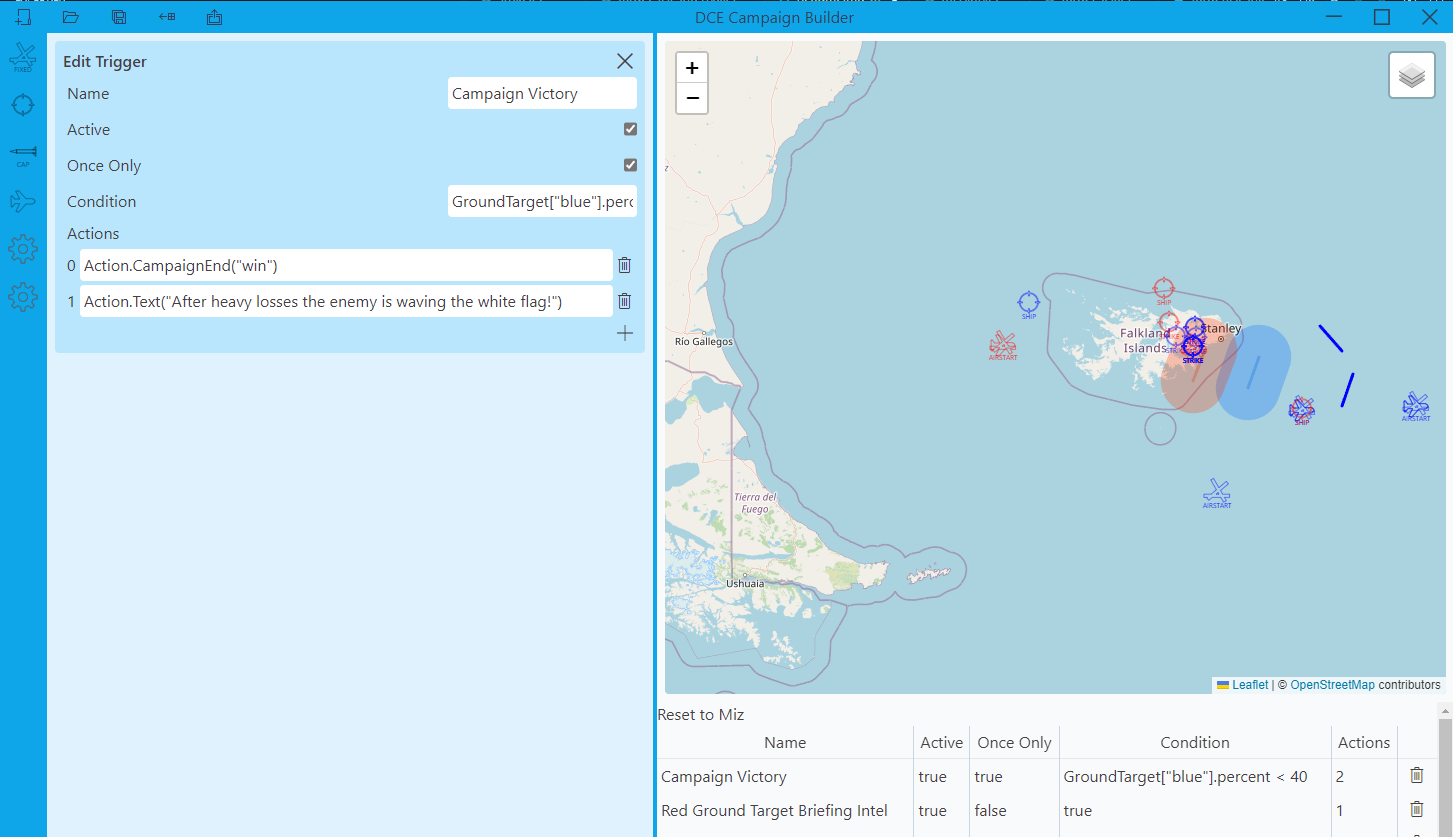 DCE Campaign Builder
FIXED
CAP
Edit Trigger
Name
Campaign Victory
Active
Once Only
Condition
GroundTarget["blue"].perc
Actions
0 Action.CampaignEnd("win")
1 Action.Text("After heavy losses the enemy is waving the white flag!")
+
−
Río Gallegos
SHIP
AIRSTART
SHIP
Falkland
Islands
Stanley
STRIKE
SHIP
AIRSTART
AIRSTART
Tierra del
Fuego
Ushuaia
Leaflet | © OpenStreetMap contributors
Reset to Miz
Name Active Once Only Condition Actions
Campaign Victory true true GroundTarget["blue"].percent < 40 2
Red Ground Target Briefing Intel true false true 1